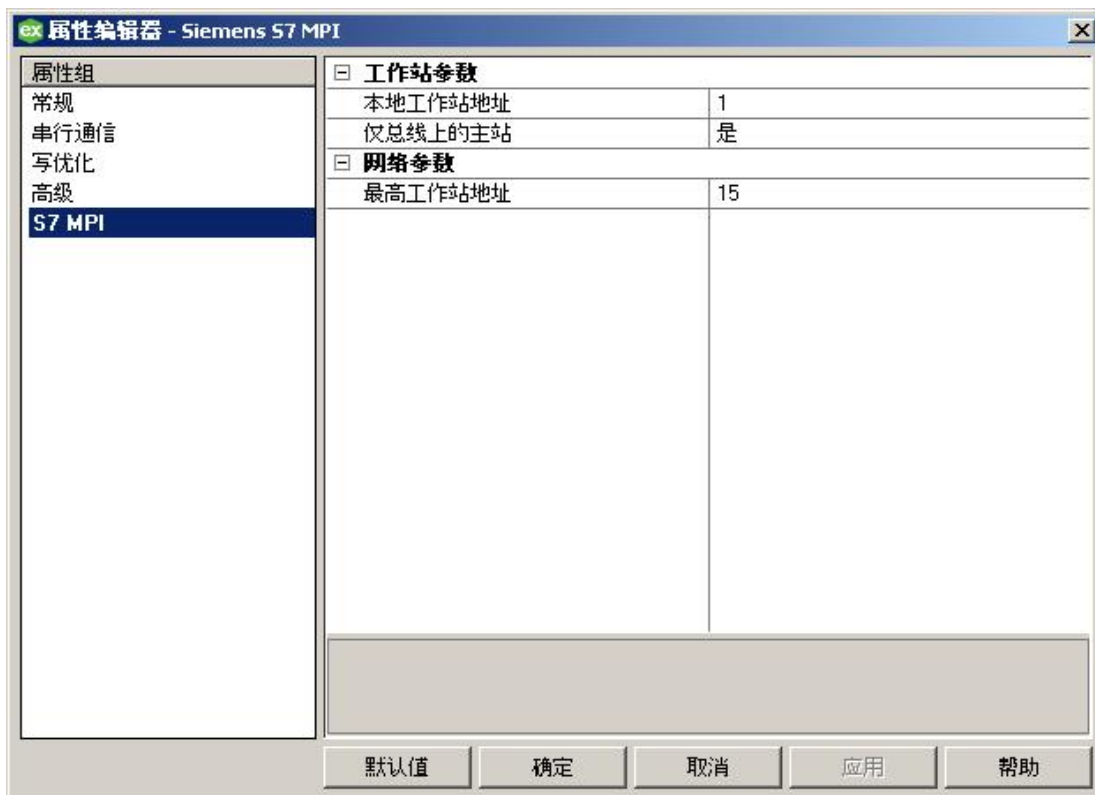 ex 属性编辑器 - Siemens S7 MPI
属性组
常规
串行通信
写优化
高级
S7 MPI
工作站参数
本地工作站地址 1
仅总线上的主站 是
网络参数
最高工作站地址 15
默认值 确定 取消 应用 帮助